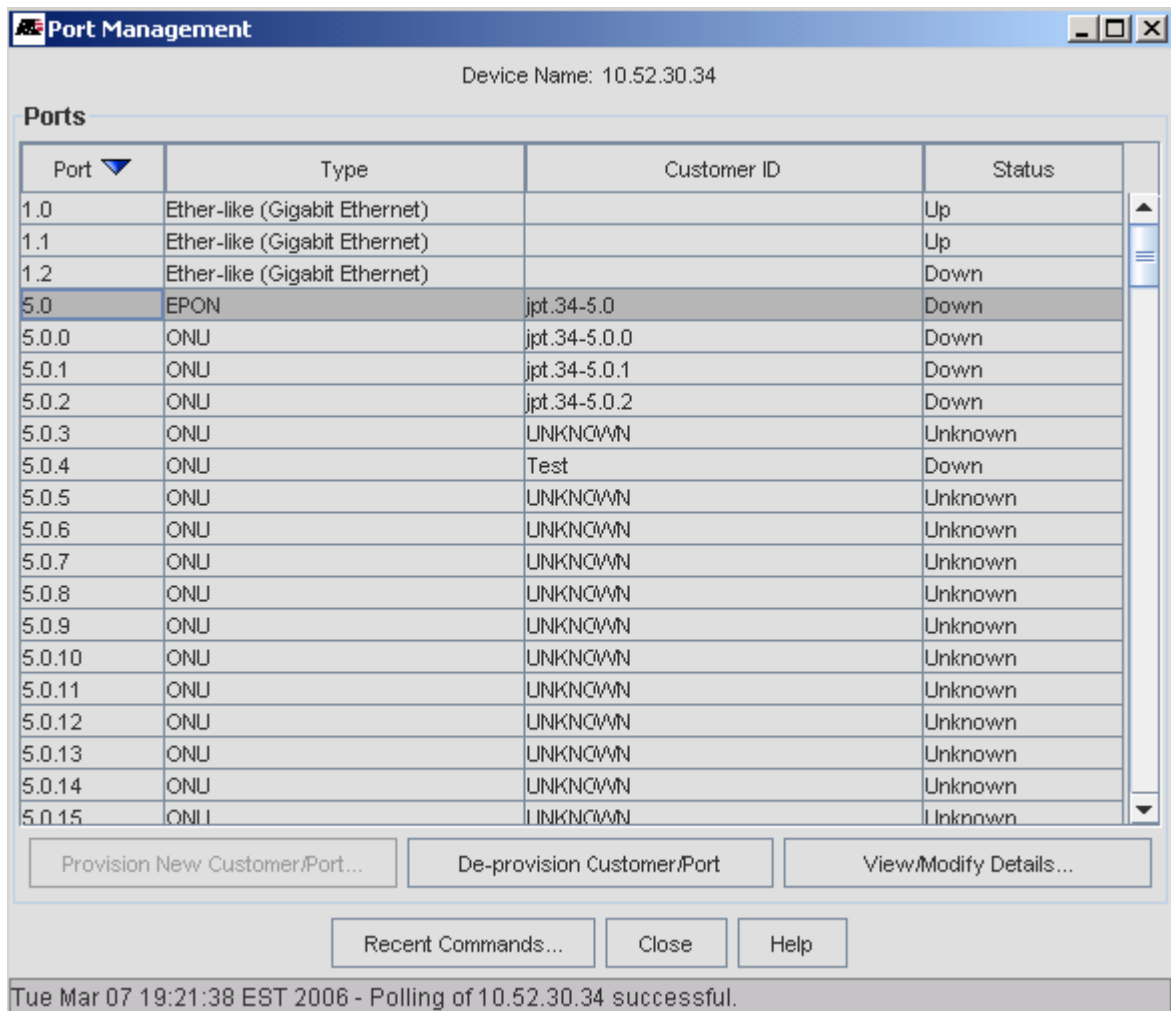 Port Management
Device Name: 10.52.30.34
Ports
Port Type Customer ID Status
1.0 Ether-like (Gigabit Ethernet) Up
1.1 Ether-like (Gigabit Ethernet) Up
1.2 Ether-like (Gigabit Ethernet) Down
5.0 EPON jpt.34-5.0 Down
5.0.0 ONU jpt.34-5.0.0 Down
5.0.1 ONU jpt.34-5.0.1 Down
5.0.2 ONU jpt.34-5.0.2 Down
5.0.3 ONU UNKNOWN Unknown
5.0.4 ONU Test Down
5.0.5 ONU UNKNOWN Unknown
5.0.6 ONU UNKNOWN Unknown
5.0.7 ONU UNKNOWN Unknown
5.0.8 ONU UNKNOWN Unknown
5.0.9 ONU UNKNOWN Unknown
5.0.10 ONU UNKNOWN Unknown
5.0.11 ONU UNKNOWN Unknown
5.0.12 ONU UNKNOWN Unknown
5.0.13 ONU UNKNOWN Unknown
5.0.14 ONU UNKNOWN Unknown
5.0.15 ONU UNKNOWN Unknown
Provision New Customer/Port... De-provision Customer/Port View/Modify Details...
Recent Commands... Close Help
Tue Mar 07 19:21:38 EST 2006 - Polling of 10.52.30.34 successful.